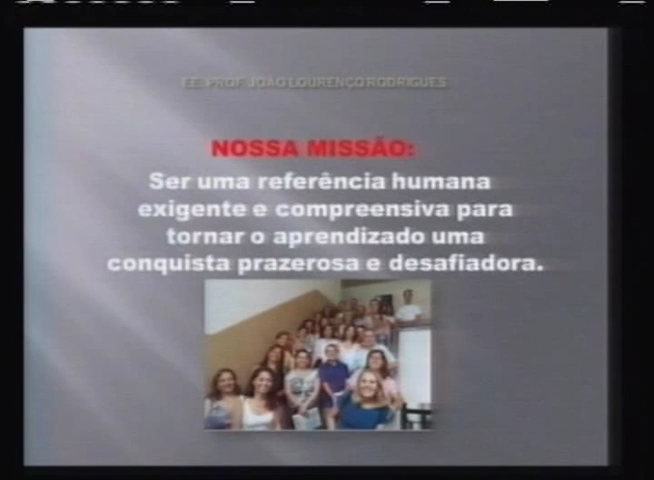 EE. PROF. JOÃO LOURENÇO RODRIGUES
NOSSA MISSÃO:
Ser uma referência humana
exigente e compreensiva para
tornar o aprendizado uma
conquista prazerosa e desafiadora.